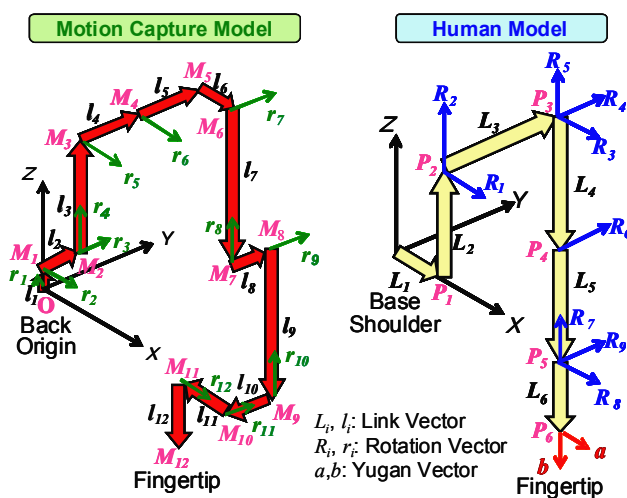 Motion Capture Model
Human Model
M5
l6
M4
l5
r7
l4
M6
M3
r6
l7
r5
Z
l3
r4
Y
r8
M8
M1
l2
r3
M2
M7
l8
r9
r1
l1
O
r2
Back
Origin
X
l9
r10
M11
r12
l10
l12
l11
M10
r11
M9
M12
Fingertip
R5
P3
R4
R2
L3
R3
Z
P2
R1
L4
Y
L2
P4
R6
L1
P1
L5
Base
Shoulder
X
R7
P5
R9
L6
R8
P6
a
b
Fingertip
Li, li: Link Vector
Ri, ri: Rotation Vector
a,b: Yugan Vector